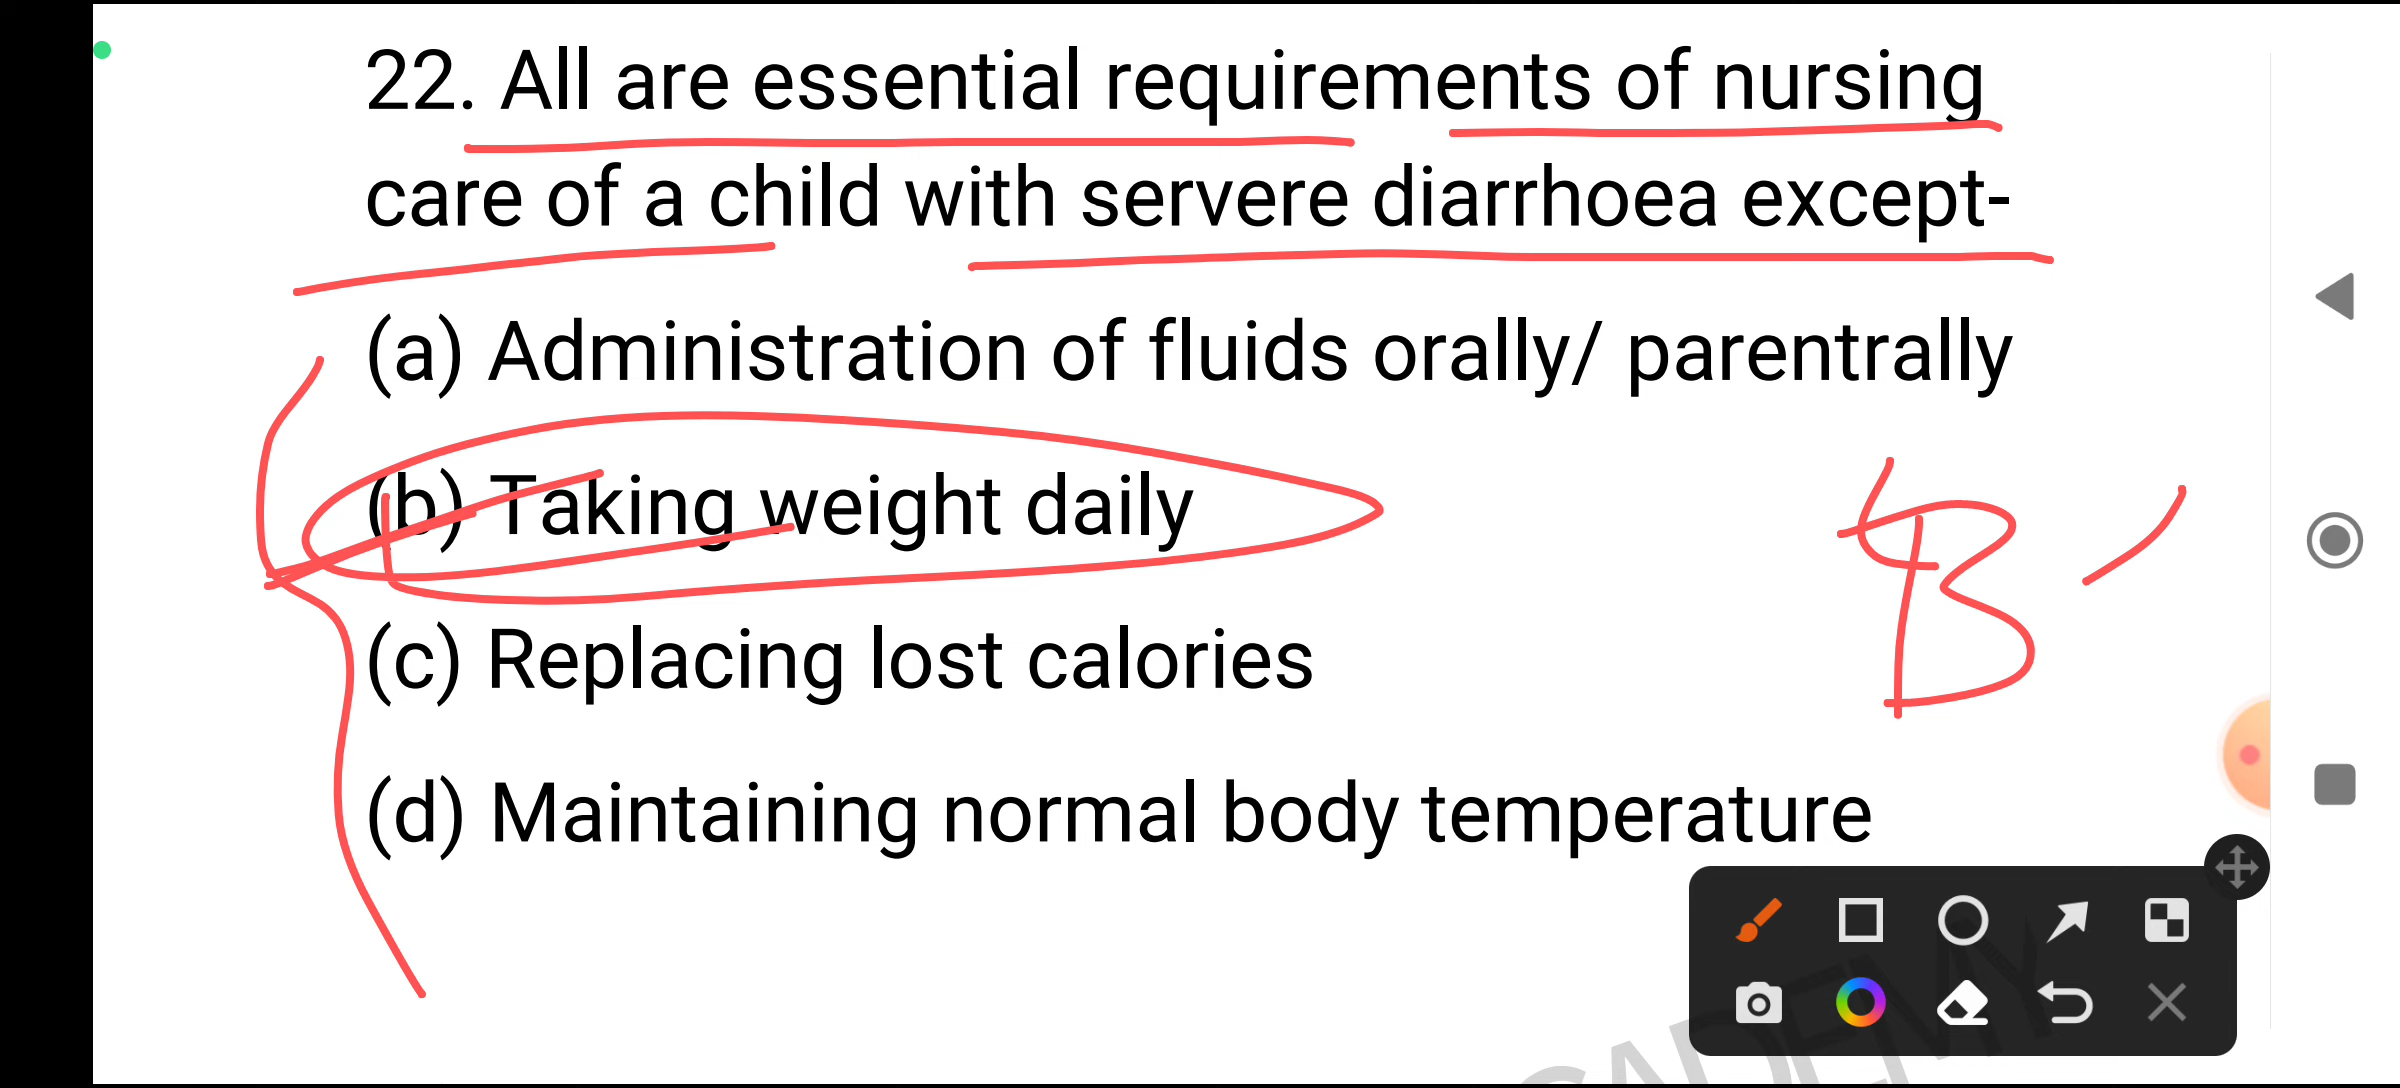 22. All are essential requirements of nursing
care of a child with servere diarrhoea except-
(a) Administration of fluids orally/ parentrally
(b) Taking weight daily
(c) Replacing lost calories
(d) Maintaining normal body temperature
B